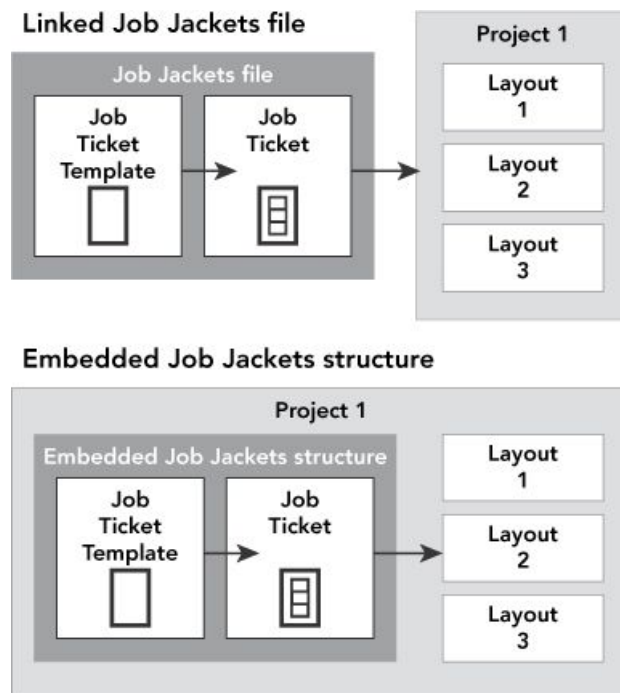 Linked Job Jackets file
Job Jackets file
Job
Ticket
Template
Job
Ticket
Project 1
Layout
1
Layout
2
Layout
3
Embedded Job Jackets structure
Project 1
Embedded Job Jackets structure
Job
Ticket
Template
Job
Ticket
Layout
1
Layout
2
Layout
3